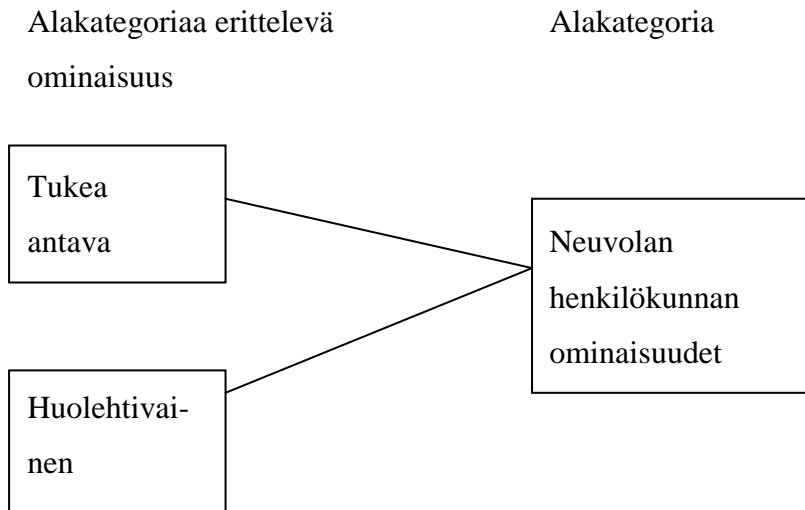 Alakategoriaa erittelevä
ominaisuus
Alakategoria
Tukea
antava
Neuvolan
henkilökunnan
ominaisuudet
Huolehtivai-
nen